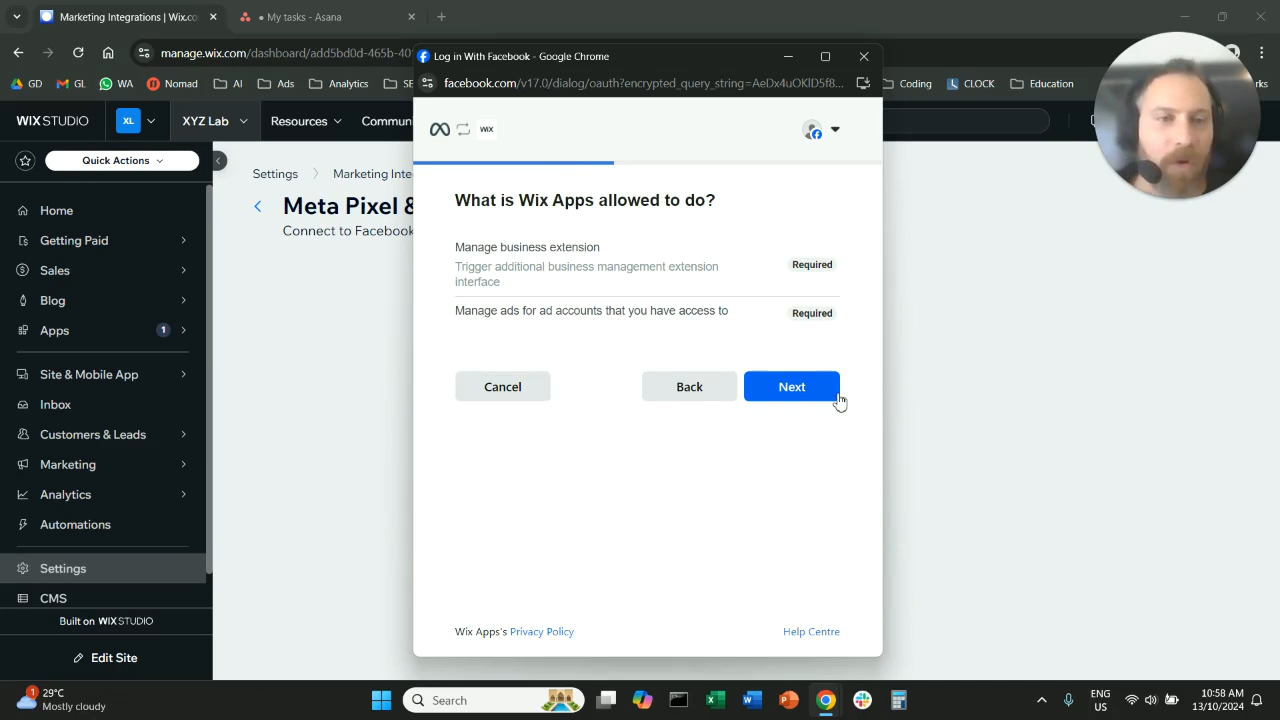 Marketing Integrations | Wix.co
My tasks - Asana
manage.wix.com/dashboard/add5bd0d-465b-40
GD
GL
WA
Nomad
AI
Ads
Analytics
SE
Coding
CLOCK
Education
rks
Log in With Facebook - Google Chrome
facebook.com/v17.0/dialog/oauth?encrypted_query_string=AeDx4uOKlD5f8...
WIX STUDIO
XL
XYZ Lab
Resources
Commun
Quick Actions
Home
Getting Paid
Sales
Blog
Apps
1
Site & Mobile App
Inbox
Customers & Leads
Marketing
Analytics
Automations
Settings
CMS
Built on WIX STUDIO
Edit Site
Settings
Marketing Inte
Meta Pixel &
Connect to Facebook
WIX
What is Wix Apps allowed to do?
Manage business extension
Trigger additional business management extension
interface
Required
Manage ads for ad accounts that you have access to
Required
Cancel
Back
Next
Wix Apps's Privacy Policy
Help Centre
1
29°C
Mostly cloudy
Search
ENG
US
10:58 AM
13/10/2024